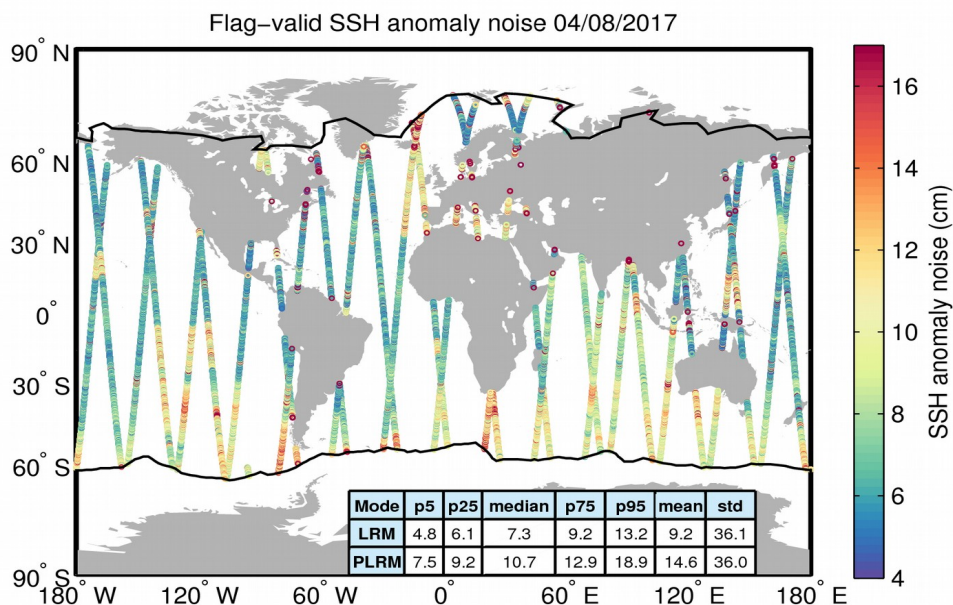 Flag−valid SSH anomaly noise 04/08/2017
90° N
60° N
30° N
0°
30° S
60° S
90° S
180° W
120° W
60° W
0°
60° E
120° E
180° E
Mode p5 p25 median p75 p95 mean std
LRM 4.8 6.1 7.3 9.2 13.2 9.2 36.1
PLRM 7.5 9.2 10.7 12.9 18.9 14.6 36.0
16
14
12
10
8
6
4
SSH anomaly noise (cm)